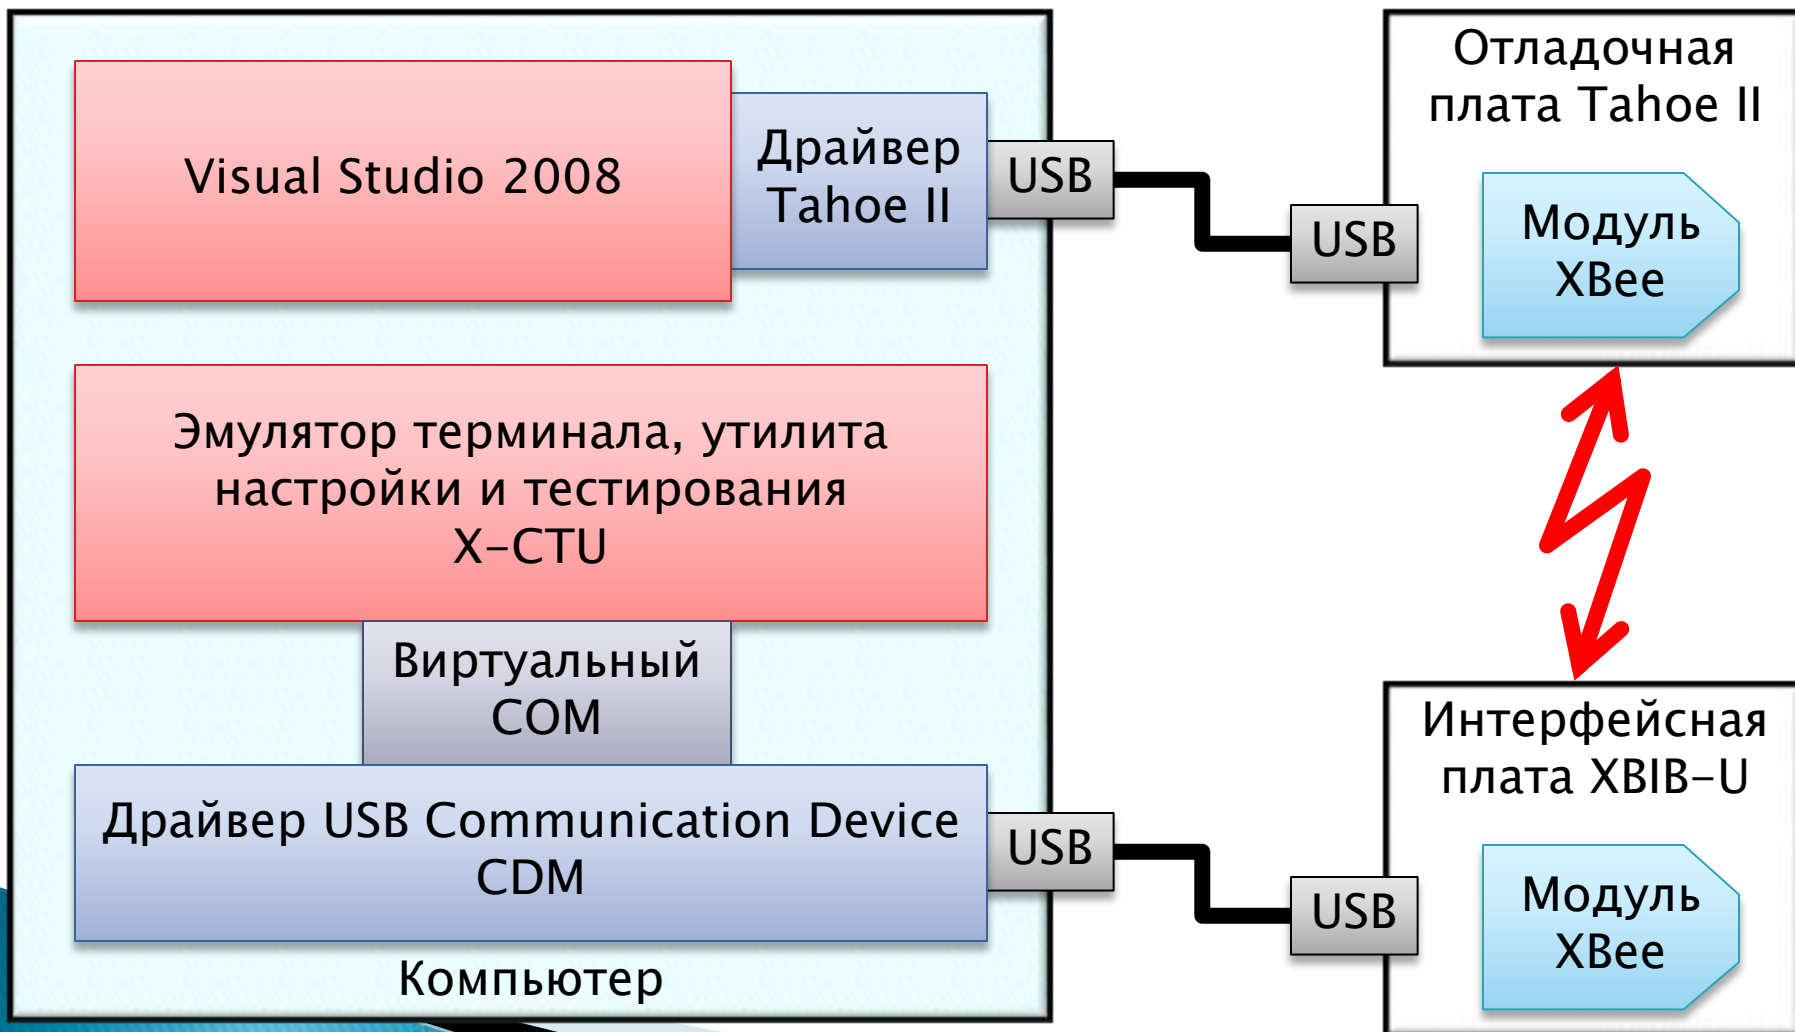 Visual Studio 2008
Драйвер
Tahoe II
USB
USB
Отладочная
плата Tahoe II
Модуль
XBee
Эмулятор терминала, утилита
настройки и тестирования
X-CTU
Виртуальный
COM
Драйвер USB Communication Device
CDM
USB
USB
Интерфейсная
плата XBIB-U
Модуль
XBee
Компьютер